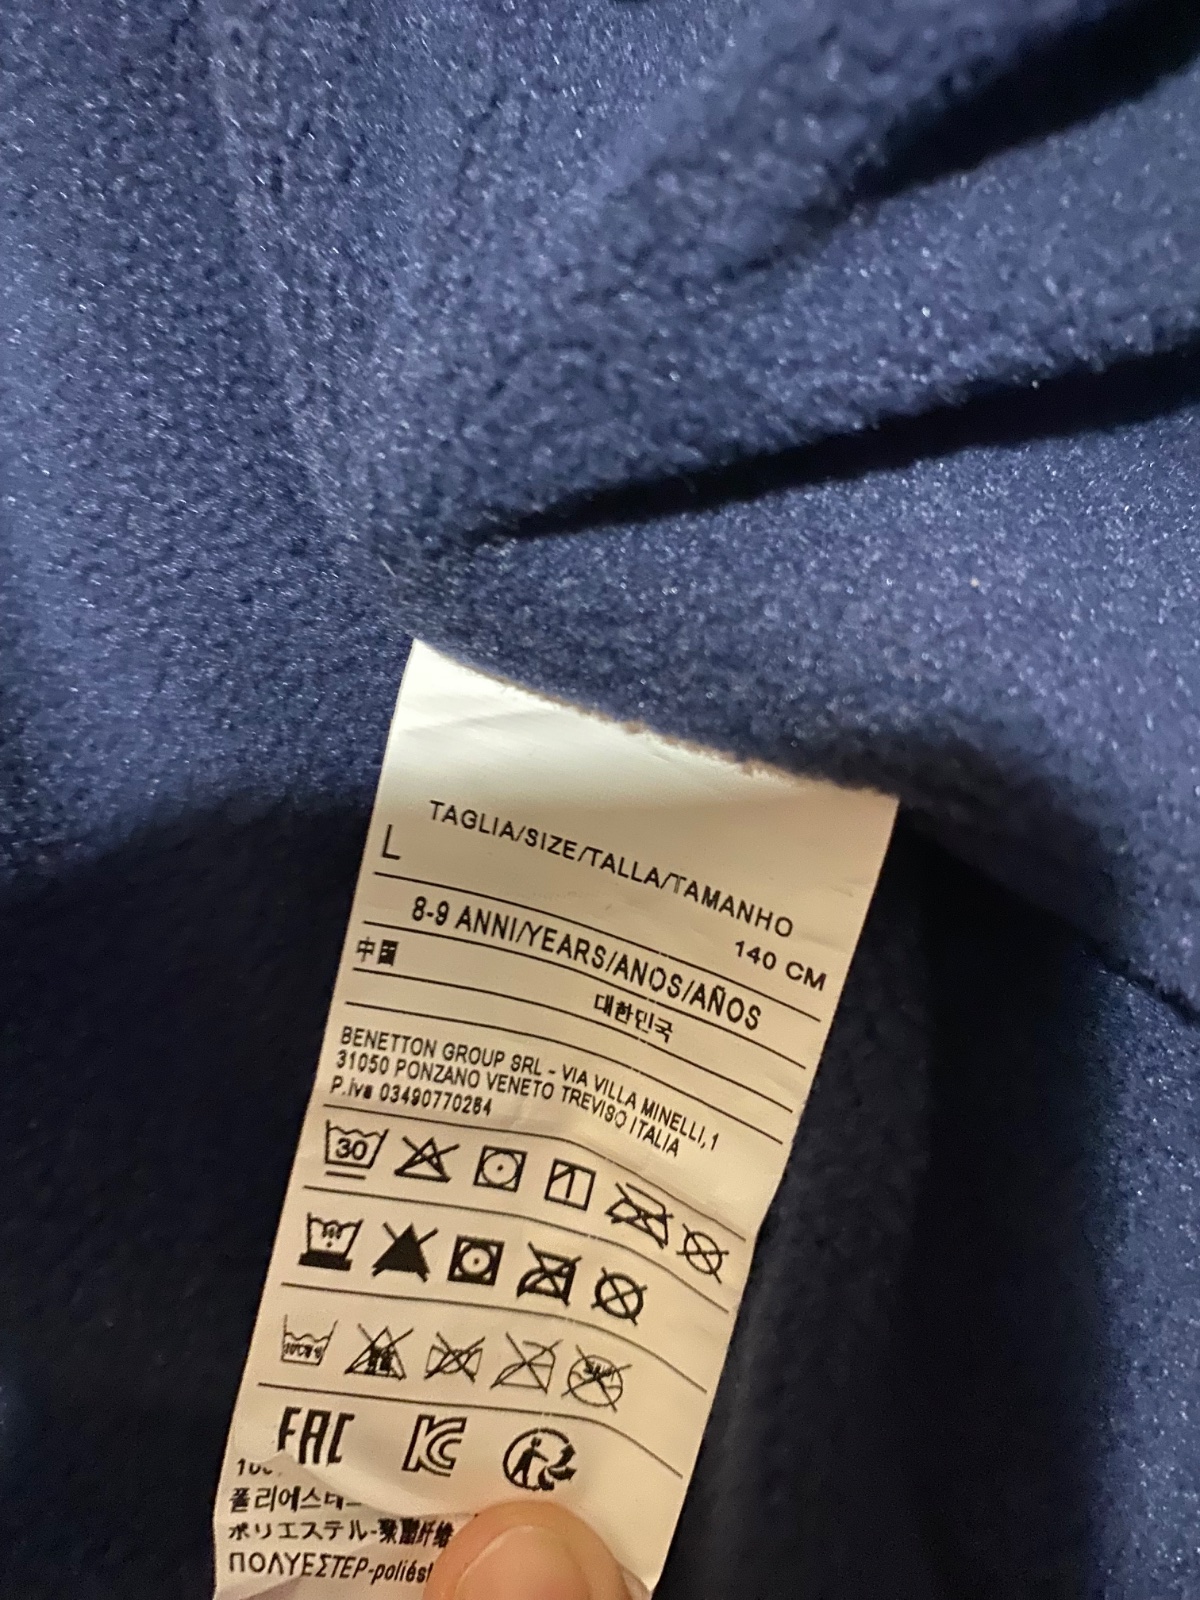 TAGLIA/SIZE/TALLA/TAMANHO
L 140 CM
8-9 ANNI/YEARS/ANOS/AÑOS
中国 대한민국
BENETTON GROUP SRL - VIA VILLA MINELLI,1
31050 PONZANO VENETO TREVISO ITALIA
P.iva 03490770264
30
EAC
폴리에스테
ポリエステル-聚酯纤维
ΠΟΛΥΕΣΤΕΡ-poliést